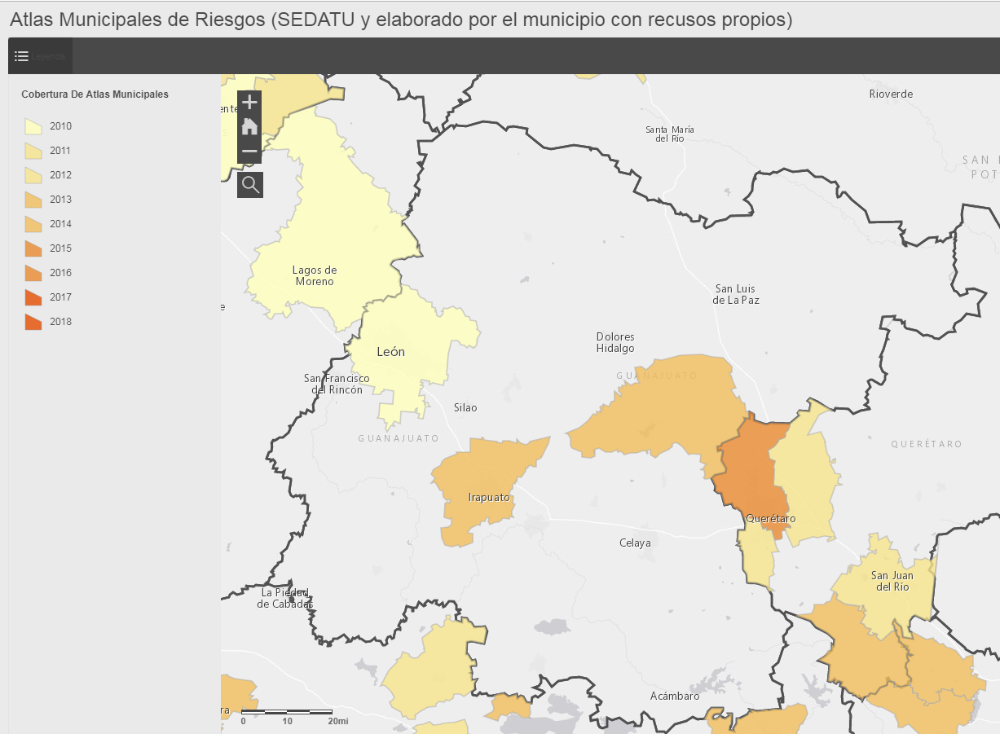 Atlas Municipales de Riesgos (SEDATU y elaborado por el municipio con recusos propios)
Leyenda
Cobertura De Atlas Municipales
2010
2011
2012
2013
2014
2015
2016
2017
2018
Rioverde
Santa María
del Río
SAN
POT
Lagos de
Moreno
San Luis
de La Paz
Dolores
Hidalgo
GUANAJUATO
León
San Francisco
del Rincón
Silao
GUANAJUATO
QUERÉTARO
Irapuato
Querétaro
Celaya
San Juan
del Río
La Piedad
de Cabadas
Acámbaro
0 10 20mi